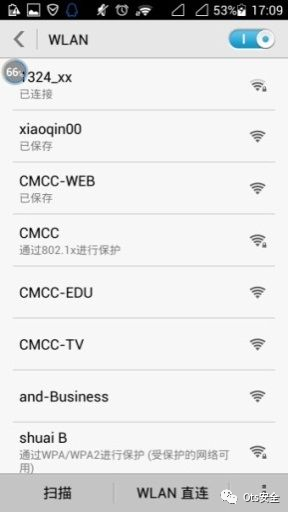 53% 17:09
WLAN
66
1324_xx
已连接
xiaoqin00
已保存
CMCC-WEB
已保存
CMCC
通过802.1x进行保护
CMCC-EDU
CMCC-TV
and-Business
shuai B
通过WPA/WPA2进行保护 (受保护的网络可
用)
扫描 WLAN 直连
Ots安全